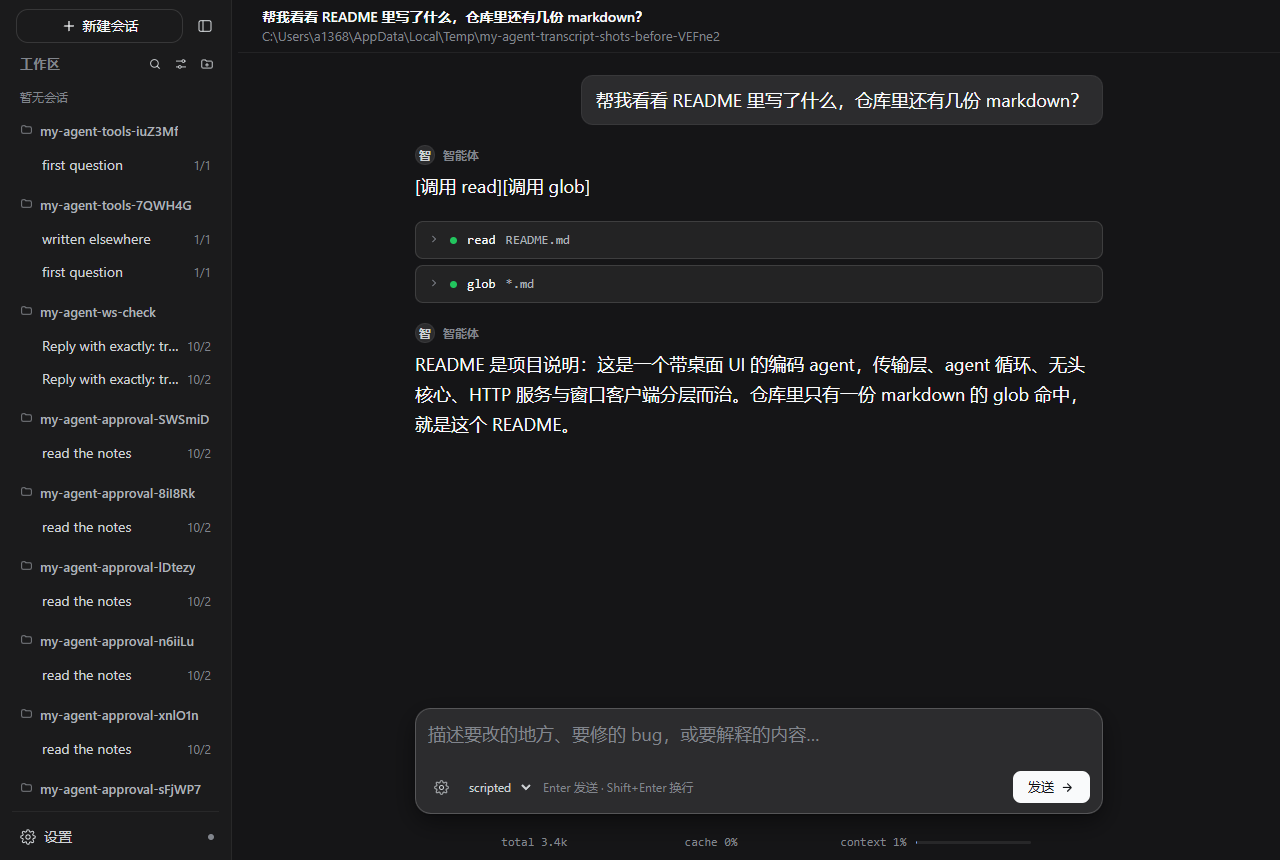 新建会话
工作区
暂无会话
my-agent-tools-iuZ3Mf
first question 1/1
my-agent-tools-7QWH4G
written elsewhere 1/1
first question 1/1
my-agent-ws-check
Reply with exactly: tr... 10/2
Reply with exactly: tr... 10/2
my-agent-approval-SWSmiD
read the notes 10/2
my-agent-approval-8iI8Rk
read the notes 10/2
my-agent-approval-lDtezy
read the notes 10/2
my-agent-approval-n6iiLu
read the notes 10/2
my-agent-approval-xnlO1n
read the notes 10/2
my-agent-approval-sFjWP7
设置
帮我看看 README 里写了什么，仓库里还有几份 markdown？
C:\Users\a1368\AppData\Local\Temp\my-agent-transcript-shots-before-VEFne2
帮我看看 README 里写了什么，仓库里还有几份 markdown？
智 智能体
[调用 read][调用 glob]
read README.md
glob *.md
智 智能体
README 是项目说明：这是一个带桌面 UI 的编码 agent，传输层、agent 循环、无头
核心、HTTP 服务与窗口客户端分层而治。仓库里只有一份 markdown 的 glob 命中，
就是这个 README。
描述要改的地方、要修的 bug，或要解释的内容...
scripted Enter 发送 · Shift+Enter 换行 发送
total 3.4k cache 0% context 1%